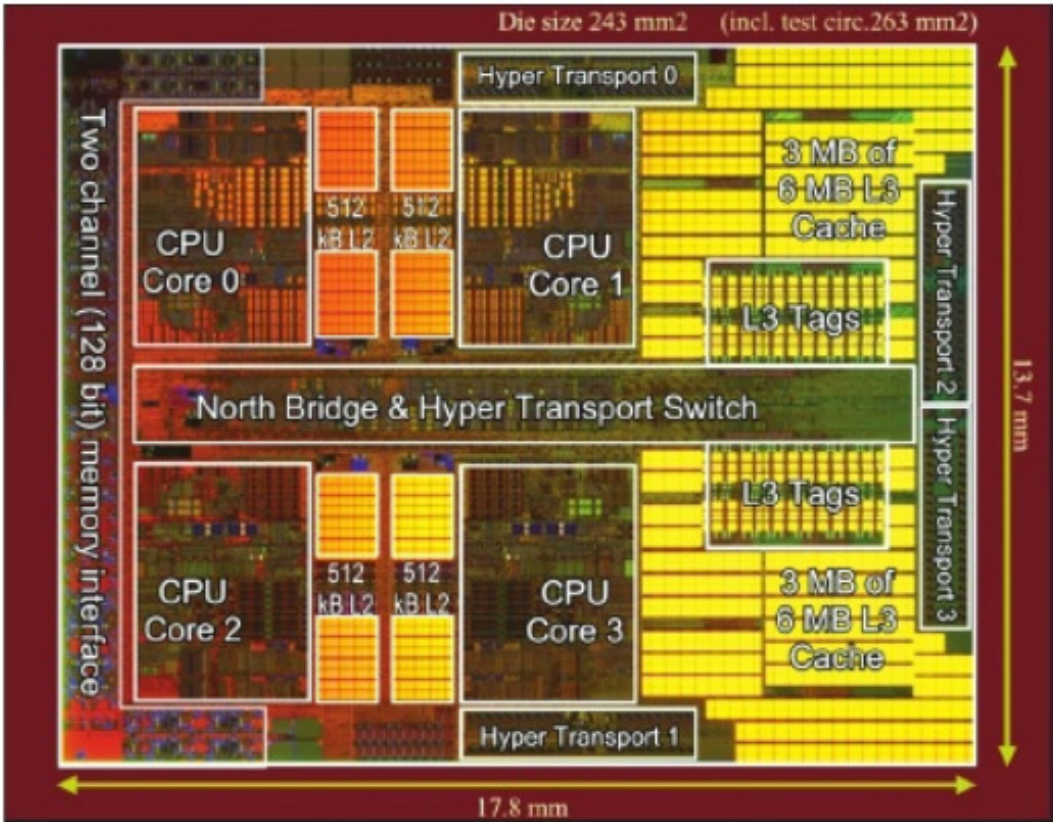 Die size 243 mm2 (incl. test circ.263 mm2)
Hyper Transport 0
Two channel (128 bit) memory interface
CPU
Core 0
512
kB L2
512
kB L2
CPU
Core 1
3 MB of
6 MB L3
Cache
L3 Tags
Hyper Transport 2
North Bridge & Hyper Transport Switch
13.7 mm
CPU
Core 2
512
kB L2
512
kB L2
CPU
Core 3
L3 Tags
3 MB of
6 MB L3
Cache
Hyper Transport 3
Hyper Transport 1
17.8 mm